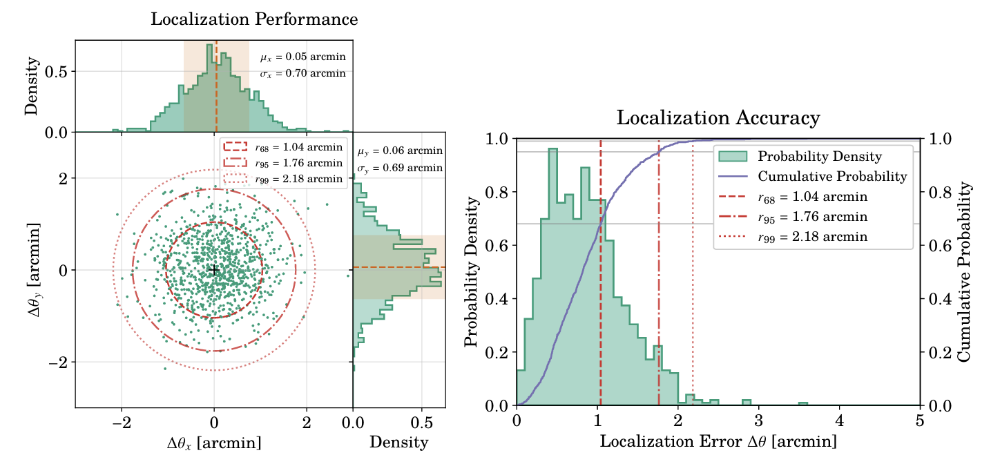 Localization Performance
Density
0.5
0.0
μx = 0.05 arcmin
σx = 0.70 arcmin
r68 = 1.04 arcmin
r95 = 1.76 arcmin
r99 = 2.18 arcmin
μy = 0.06 arcmin
σy = 0.69 arcmin
Δθy [arcmin]
2
0
−2
−2
0
2
0.0
0.0
0.5
Δθx [arcmin]
Density
Localization Accuracy
Probability Density
1.0
0.8
0.6
0.4
0.2
0.0
Probability Density
Cumulative Probability
r68 = 1.04 arcmin
r95 = 1.76 arcmin
r99 = 2.18 arcmin
1.0
0.8
0.6
0.4
0.2
0.0
Cumulative Probability
0
1
2
3
4
5
Localization Error Δθ [arcmin]